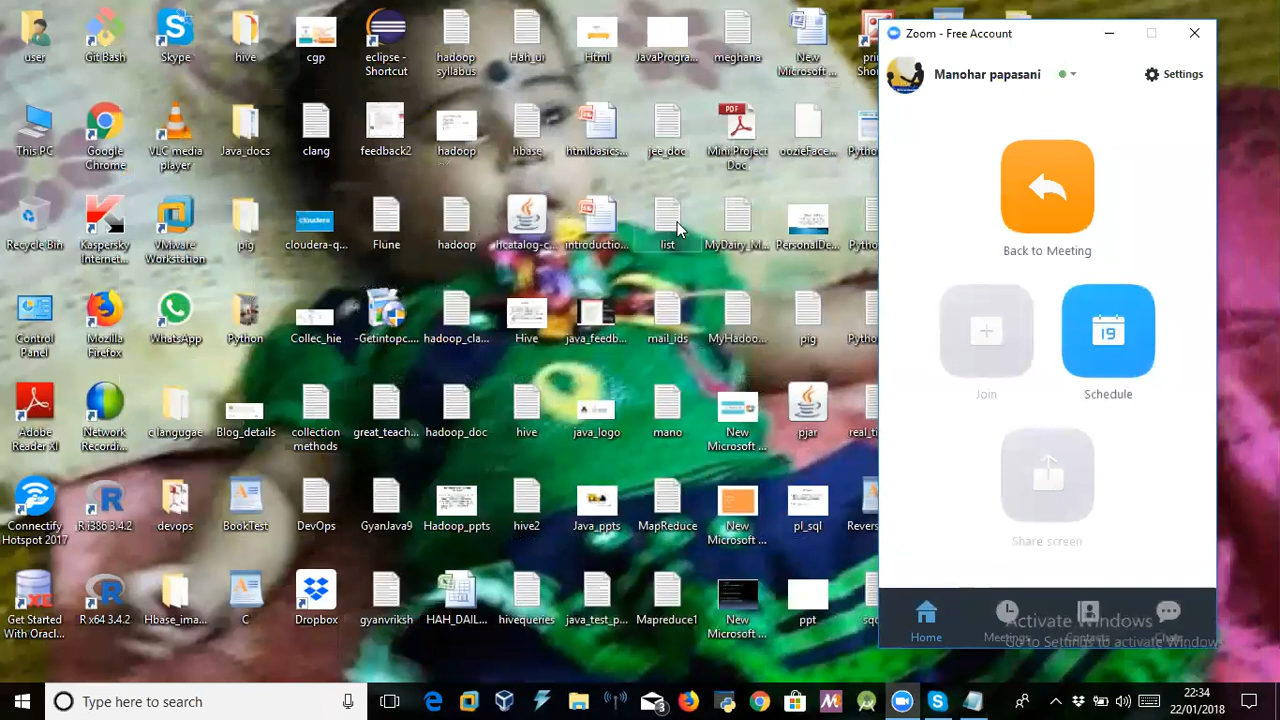 user
Git Bash
Skype
hive
cgp
eclipse -
Shortcut
hadoop
syllabus
Hah_ui
Html
JavaProgra...
meghana
New
Microsoft ...
This PC
Google
Chrome
VLC media
player
Java_docs
clang
feedback2
hadoop
hbase
htmlbasics...
jee_doc
PDF
Mini Project
Doc
oozieFace...
Recycle Bin
Kaspersky
Internet...
VMware
Workstation
pig
cloudera
cloudera-q...
Flune
hadoop
hcatalog-c...
introductio...
list
MyDairy_M...
PersonalDe...
Control
Panel
Mozilla
Firefox
WhatsApp
Python
Collec_hie
-Getintopc....
hadoop_cla...
Hive
java_feedb...
mail_ids
MyHadoo...
pig
Adobe
Reader XI
Network
Recordi...
c langugae
Blog_details
collection
methods
great_teach...
hadoop_doc
hive
java_logo
mano
New
Microsoft ...
pjar
Connectify
Hotspot 2017
R i386 3.4.2
devops
BookTest
DevOps
GyanJava9
Hadoop_ppts
hive2
Java_ppts
MapReduce
New
Microsoft ...
pl_sql
Get Started
With Oracl...
R x64 3.4.2
Hbase_ima...
C
Dropbox
gyanvriksh
HAH_DAIL...
hivequeries
java_test_p...
Mapreduce1
New
Microsoft ...
ppt
Zoom - Free Account
Manohar papasani
Settings
Back to Meeting
Join
19
Schedule
Share screen
Home
Meetings
Contacts
Chats
Activate Windows
Go to Settings to activate Windows
Type here to search
3
22:34
22/01/2018